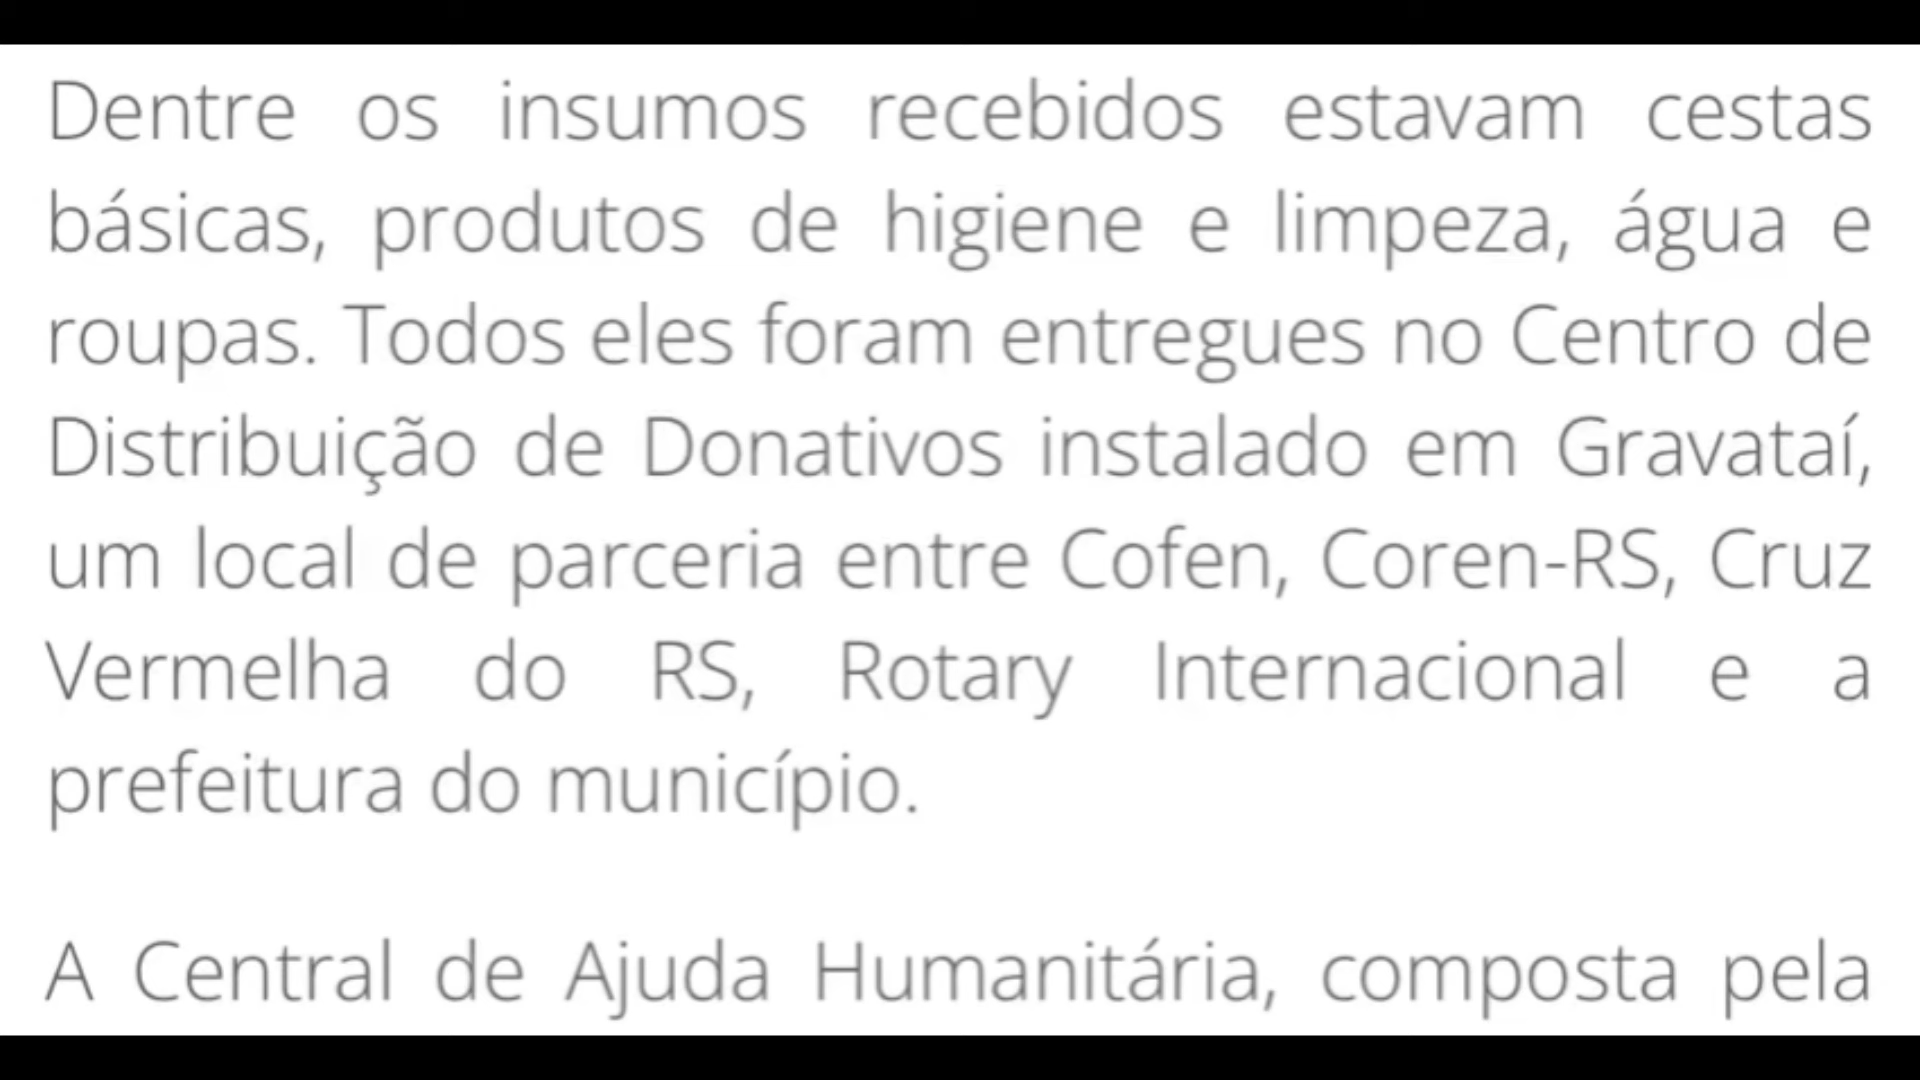 Dentre os insumos recebidos estavam cestas
básicas, produtos de higiene e limpeza, água e
roupas. Todos eles foram entregues no Centro de
Distribuição de Donativos instalado em Gravataí,
um local de parceria entre Cofen, Coren-RS, Cruz
Vermelha do RS, Rotary Internacional e a
prefeitura do município.
A Central de Ajuda Humanitária, composta pela